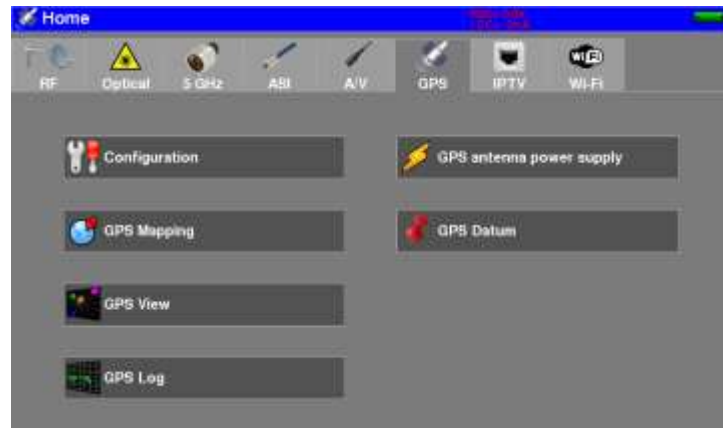 Home
RF Optical 5 GHz ASI A/V GPS IPTV Wi-Fi
WiFi
Configuration
GPS antenna power supply
GPS Mapping
GPS Datum
GPS View
GPS Log